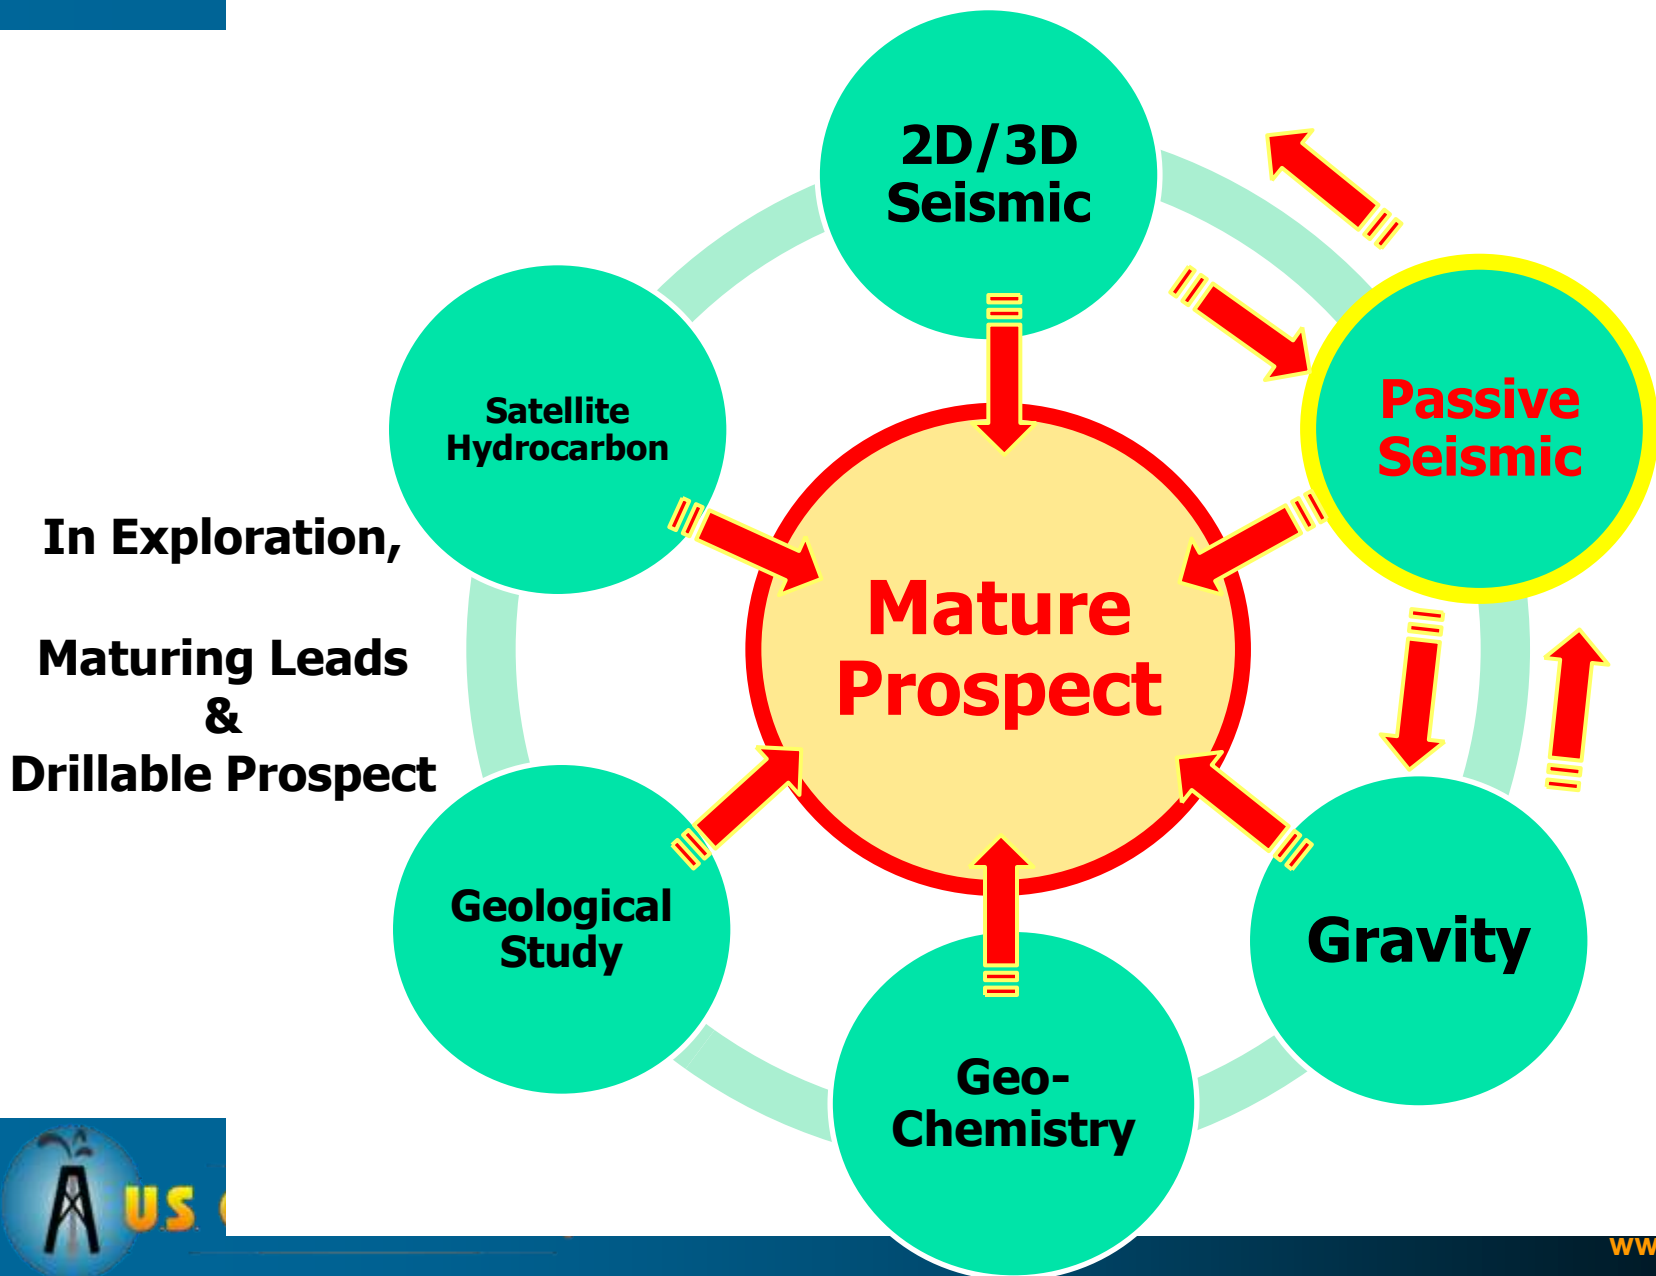 2D/3D
Seismic
Satellite
Hydrocarbon
Passive
Seismic
In Exploration,
Maturing Leads
&
Drillable Prospect
Mature
Prospect
Geological
Study
Gravity
Geo-
Chemistry
US